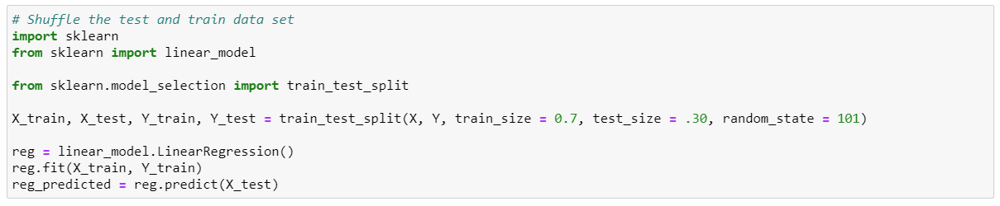 # Shuffle the test and train data set
import sklearn
from sklearn import linear_model
from sklearn.model_selection import train_test_split
X_train, X_test, Y_train, Y_test = train_test_split(X, Y, train_size = 0.7, test_size = .30, random_state = 101)
reg = linear_model.LinearRegression()
reg.fit(X_train, Y_train)
reg_predicted = reg.predict(X_test)